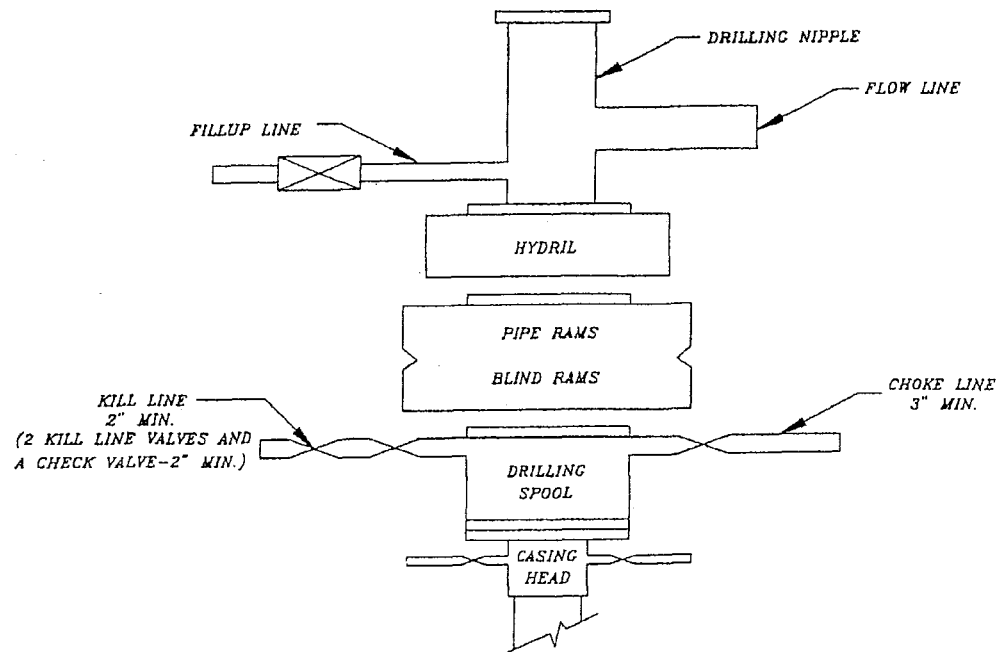 DRILLING NIPPLE
FLOW LINE
FILLUP LINE
HYDRIL
PIPE RAMS
BLIND RAMS
KILL LINE
2" MIN.
(2 KILL LINE VALVES AND
A CHECK VALVE-2" MIN.)
CHOKE LINE
3" MIN.
DRILLING
SPOOL
CASING
HEAD